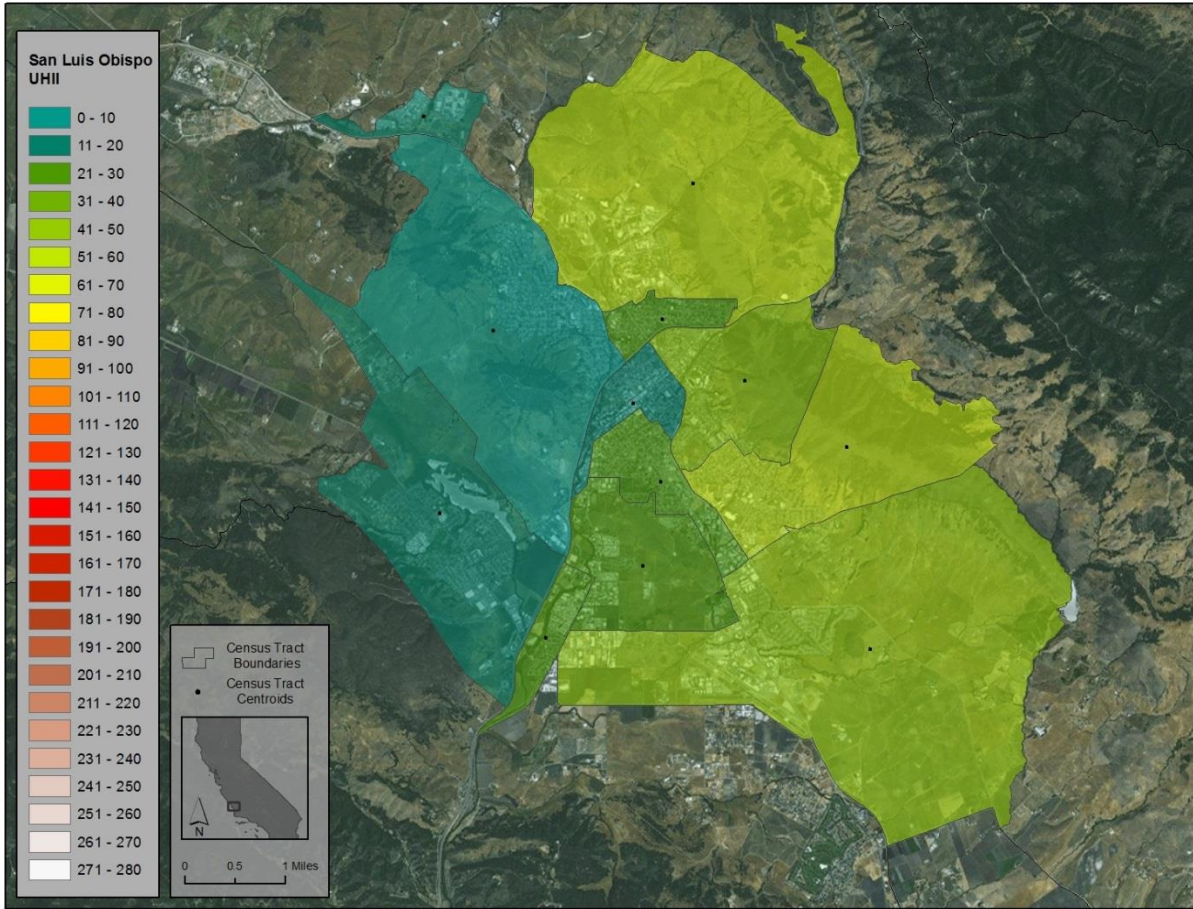 San Luis Obispo
UHII
0 - 10
11 - 20
21 - 30
31 - 40
41 - 50
51 - 60
61 - 70
71 - 80
81 - 90
91 - 100
101 - 110
111 - 120
121 - 130
131 - 140
141 - 150
151 - 160
161 - 170
171 - 180
181 - 190
191 - 200
201 - 210
211 - 220
221 - 230
231 - 240
241 - 250
251 - 260
261 - 270
271 - 280
Census Tract
Boundaries
Census Tract
Centroids
N
0 0.5 1 Miles